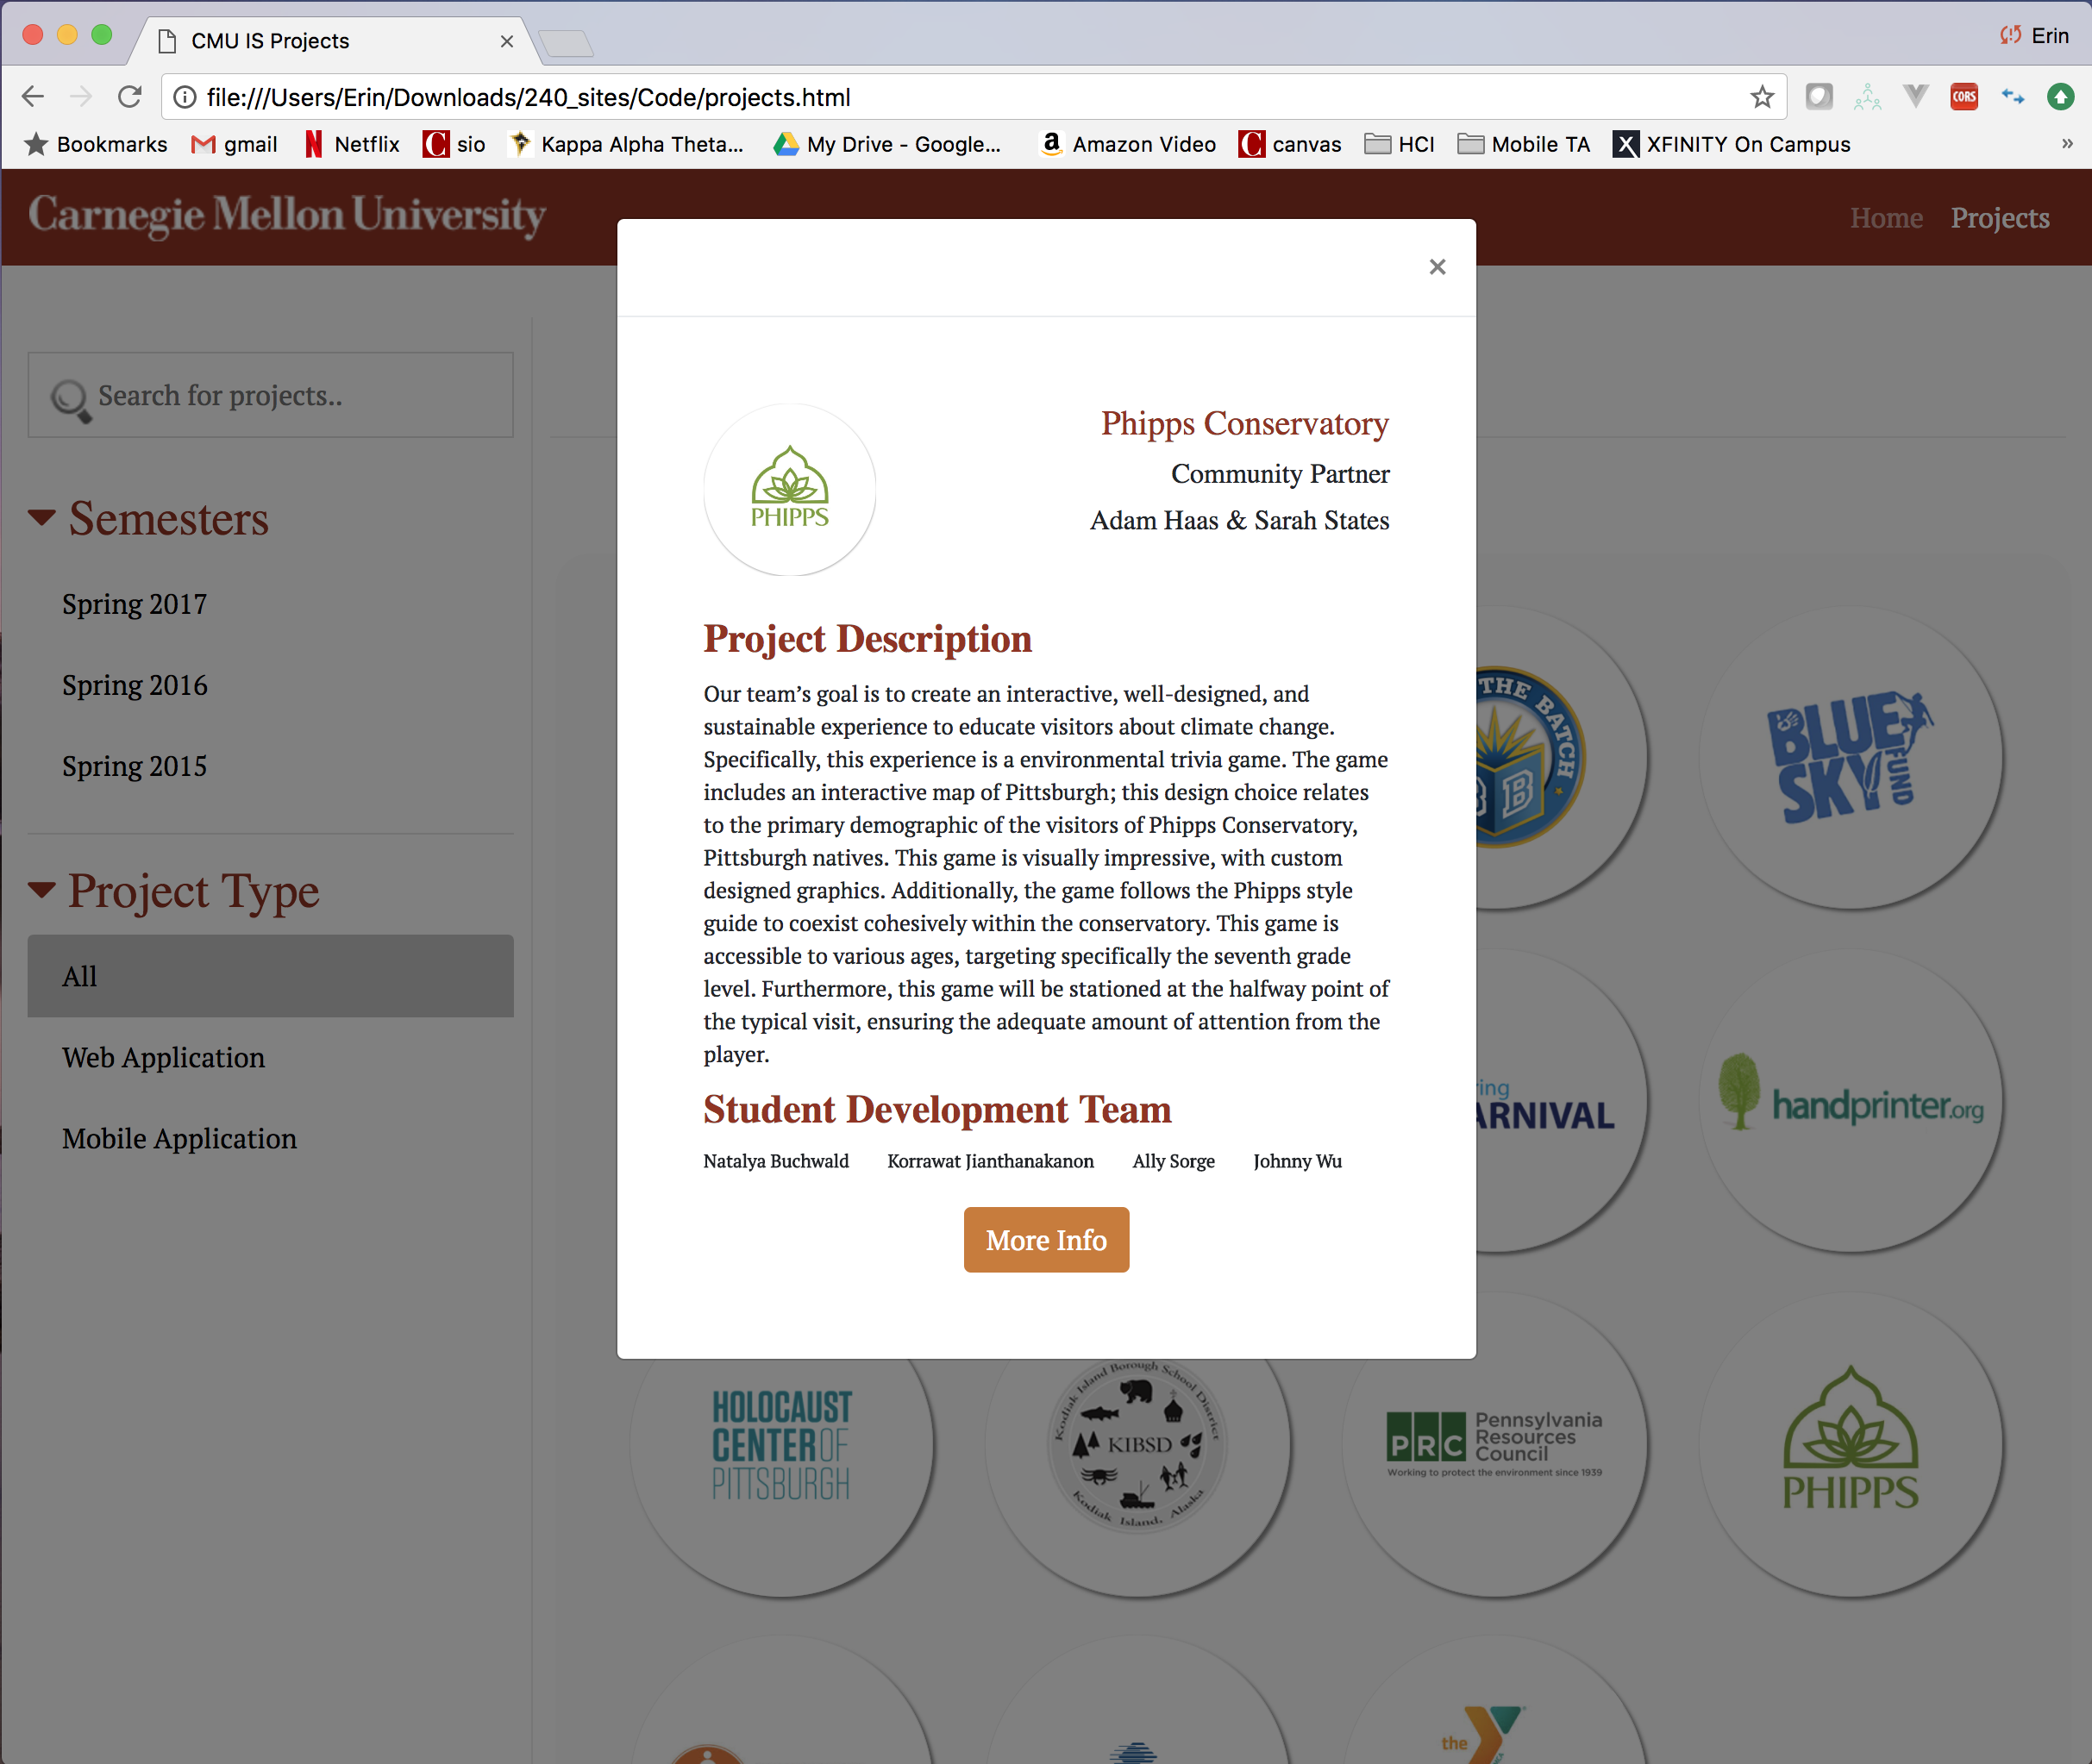 CMU IS Projects
Erin
file:///Users/Erin/Downloads/240_sites/Code/projects.html
CORS
Bookmarks gmail Netflix sio Kappa Alpha Theta... My Drive - Google... Amazon Video canvas HCI Mobile TA XFINITY On Campus »
Carnegie Mellon University
Home Projects
Search for projects..
Semesters
Spring 2017
Spring 2016
Spring 2015
Project Type
All
Web Application
Mobile Application
PHIPPS
Phipps Conservatory
Community Partner
Adam Haas & Sarah States
Project Description
Our team’s goal is to create an interactive, well-designed, and
sustainable experience to educate visitors about climate change.
Specifically, this experience is a environmental trivia game. The game
includes an interactive map of Pittsburgh; this design choice relates
to the primary demographic of the visitors of Phipps Conservatory,
Pittsburgh natives. This game is visually impressive, with custom
designed graphics. Additionally, the game follows the Phipps style
guide to coexist cohesively within the conservatory. This game is
accessible to various ages, targeting specifically the seventh grade
level. Furthermore, this game will be stationed at the halfway point of
the typical visit, ensuring the adequate amount of attention from the
player.
Student Development Team
Natalya Buchwald Korrawat Jianthanakanon Ally Sorge Johnny Wu
More Info
THE BATCH
B
BLUE
SKY
FUND
ring
ARNIVAL
handprinter.org
HOLOCAUST
CENTER OF
PITTSBURGH
Kodiak Island Borough School District
KIBSD
Kodiak Island, Alaska
PRC
Pennsylvania
Resources
Council
Working to protect the environment since 1939
PHIPPS
the